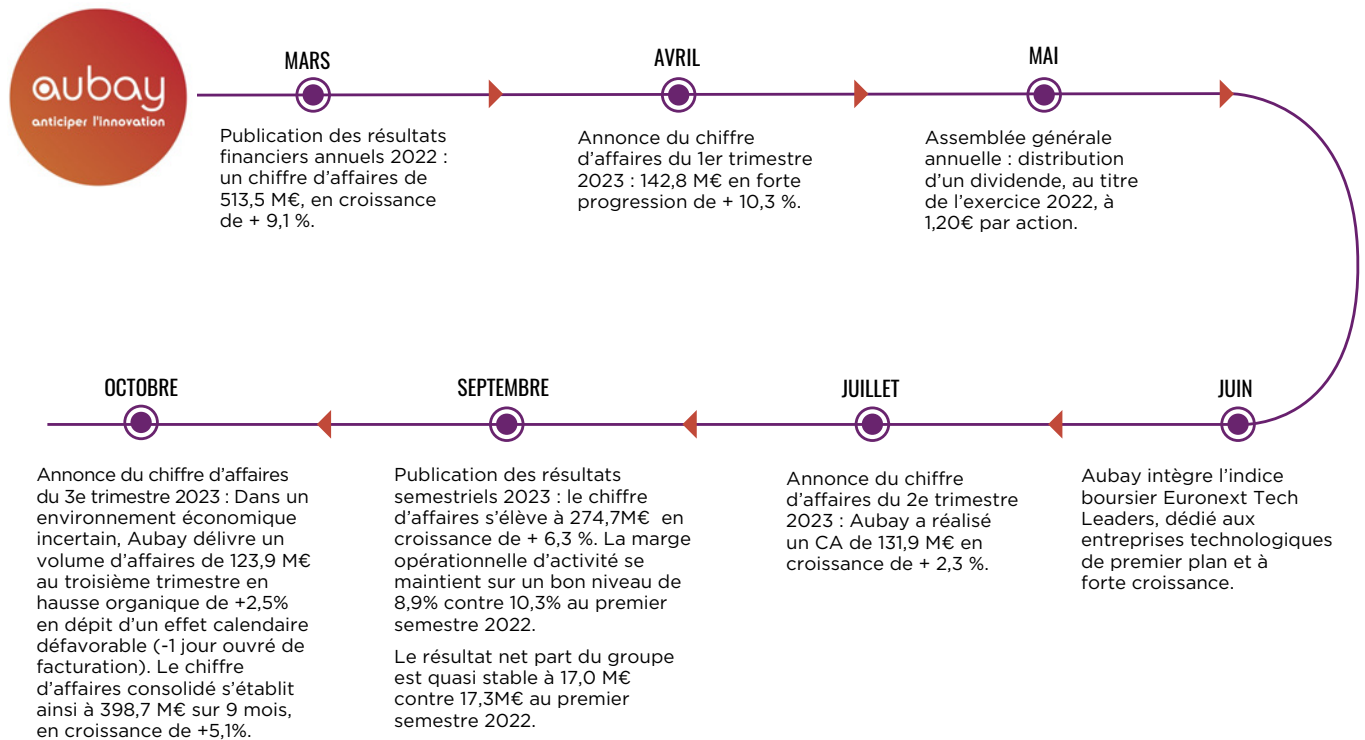 aubay
anticiper l'innovation
MARS
Publication des résultats
financiers annuels 2022 :
un chiffre d'affaires de
513,5 M€, en croissance
de + 9,1 %.
AVRIL
Annonce du chiffre
d'affaires du 1er trimestre
2023 : 142,8 M€ en forte
progression de + 10,3 %.
MAI
Assemblée générale
annuelle : distribution
d'un dividende, au titre
de l'exercice 2022, à
1,20€ par action.
JUIN
Aubay intègre l'indice
boursier Euronext Tech
Leaders, dédié aux
entreprises technologiques
de premier plan et à
forte croissance.
JUILLET
Annonce du chiffre
d'affaires du 2e trimestre
2023 : Aubay a réalisé
un CA de 131,9 M€ en
croissance de + 2,3 %.
SEPTEMBRE
Publication des résultats
semestriels 2023 : le chiffre
d'affaires s'élève à 274,7M€ en
croissance de + 6,3 %. La marge
opérationnelle d'activité se
maintient sur un bon niveau de
8,9% contre 10,3% au premier
semestre 2022.
Le résultat net part du groupe
est quasi stable à 17,0 M€
contre 17,3M€ au premier
semestre 2022.
OCTOBRE
Annonce du chiffre d'affaires
du 3e trimestre 2023 : Dans un
environnement économique
incertain, Aubay délivre un
volume d'affaires de 123,9 M€
au troisième trimestre en
hausse organique de +2,5%
en dépit d'un effet calendaire
défavorable (-1 jour ouvré de
facturation). Le chiffre
d'affaires consolidé s'établit
ainsi à 398,7 M€ sur 9 mois,
en croissance de +5,1%.